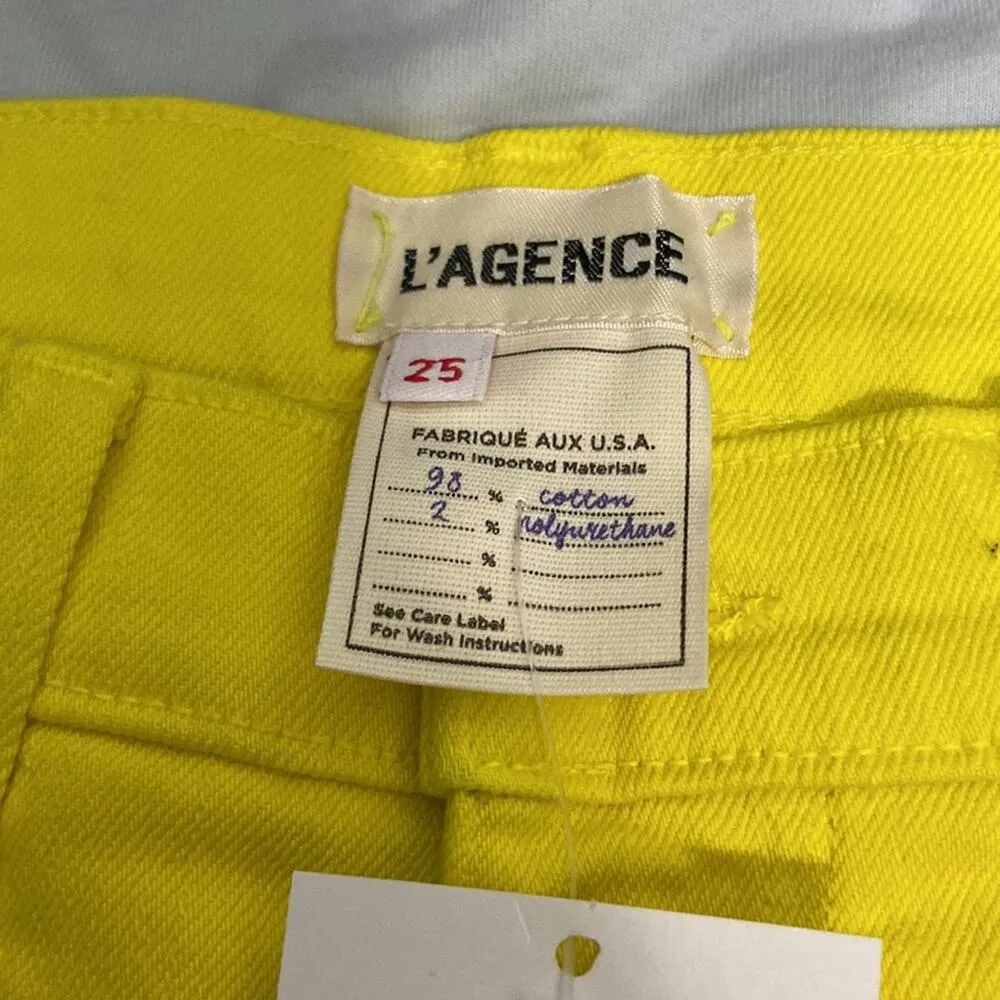 L'AGENCE
25
FABRIQUÉ AUX U.S.A.
From Imported Materials
98 % cotton
2 % polyurethane
%
%
See Care Label
For Wash Instructions